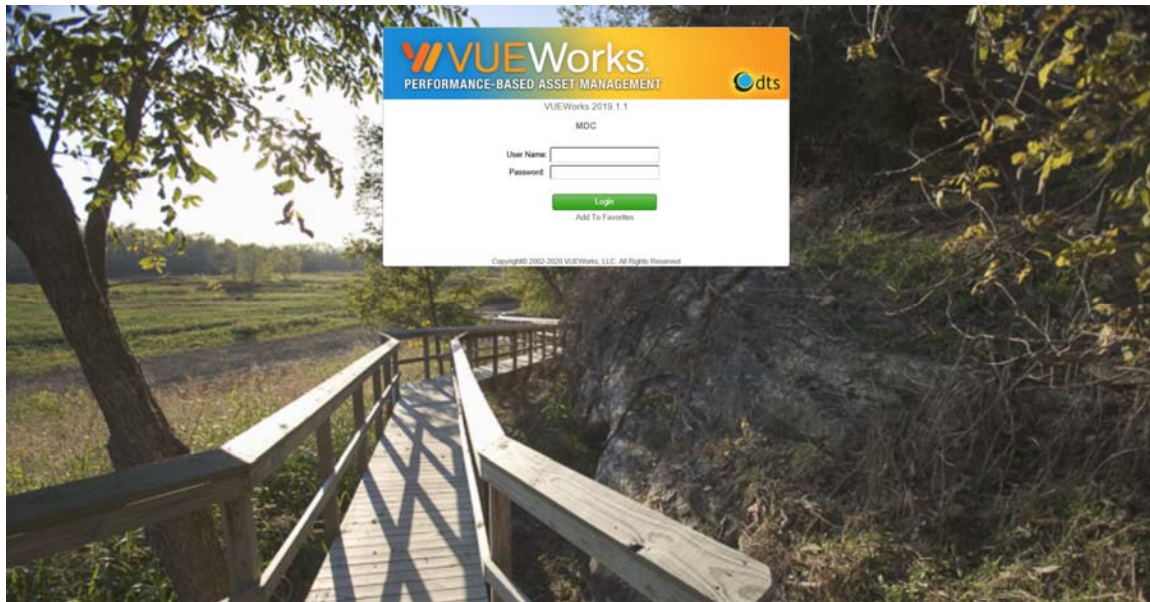 VUEWorks.
PERFORMANCE-BASED ASSET MANAGEMENT
dts
VUEWorks 2019.1.1
MDC
User Name:
Password:
Login
Add To Favorites
Copyright© 2002-2020 VUEWorks, LLC. All Rights Reserved